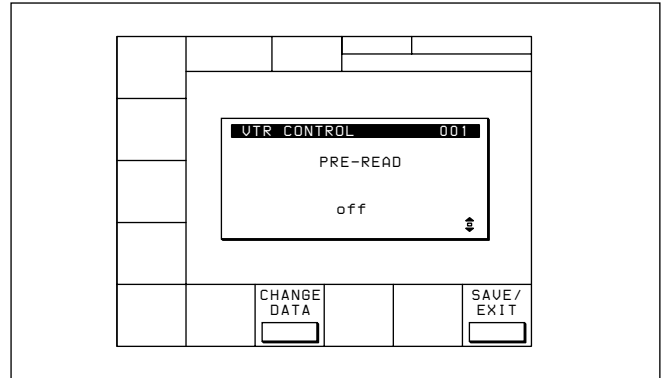 VTR CONTROL 001
PRE-READ
off
CHANGE
DATA
SAVE/
EXIT